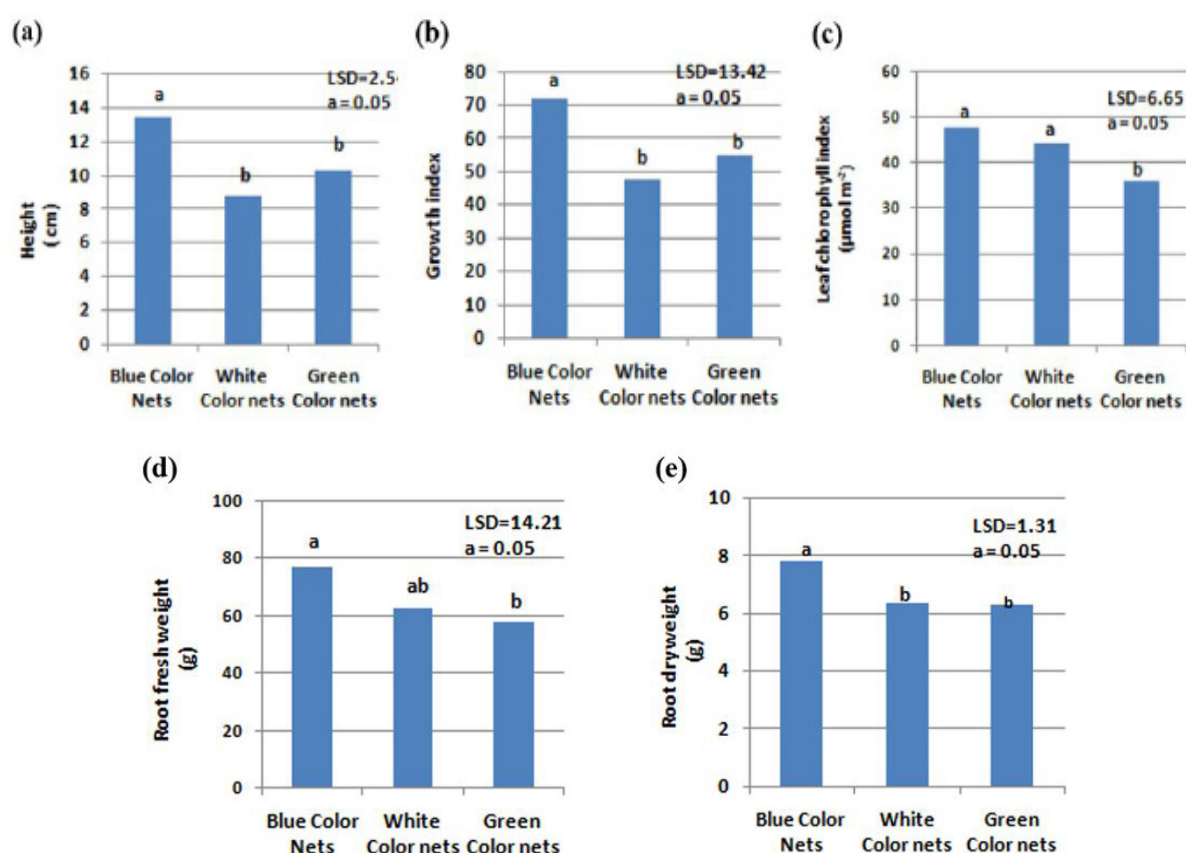 (a)
LSD=2.5
a = 0.05
16
14
12
10
8
6
4
2
0
Height
(cm)
a
b
b
Blue Color
Nets
White
Color nets
Green
Color nets
(b)
LSD=13.42
a = 0.05
80
70
60
50
40
30
20
10
0
Growth index
a
b
b
Blue Color
Nets
White
Color nets
Green
Color nets
(c)
LSD=6.65
a = 0.05
60
50
40
30
20
10
0
Leaf chlorophyll index
(µmol m⁻²)
a
a
b
Blue Color
Nets
White
Color nets
Green
Color nets
(d)
LSD=14.21
a = 0.05
100
80
60
40
20
0
Root fresh weight
(g)
a
ab
b
Blue Color
Nets
White
Color nets
Green
Color nets
(e)
LSD=1.31
a = 0.05
10
8
6
4
2
0
Root dry weight
(g)
a
b
b
Blue Color
Nets
White
Color nets
Green
Color nets